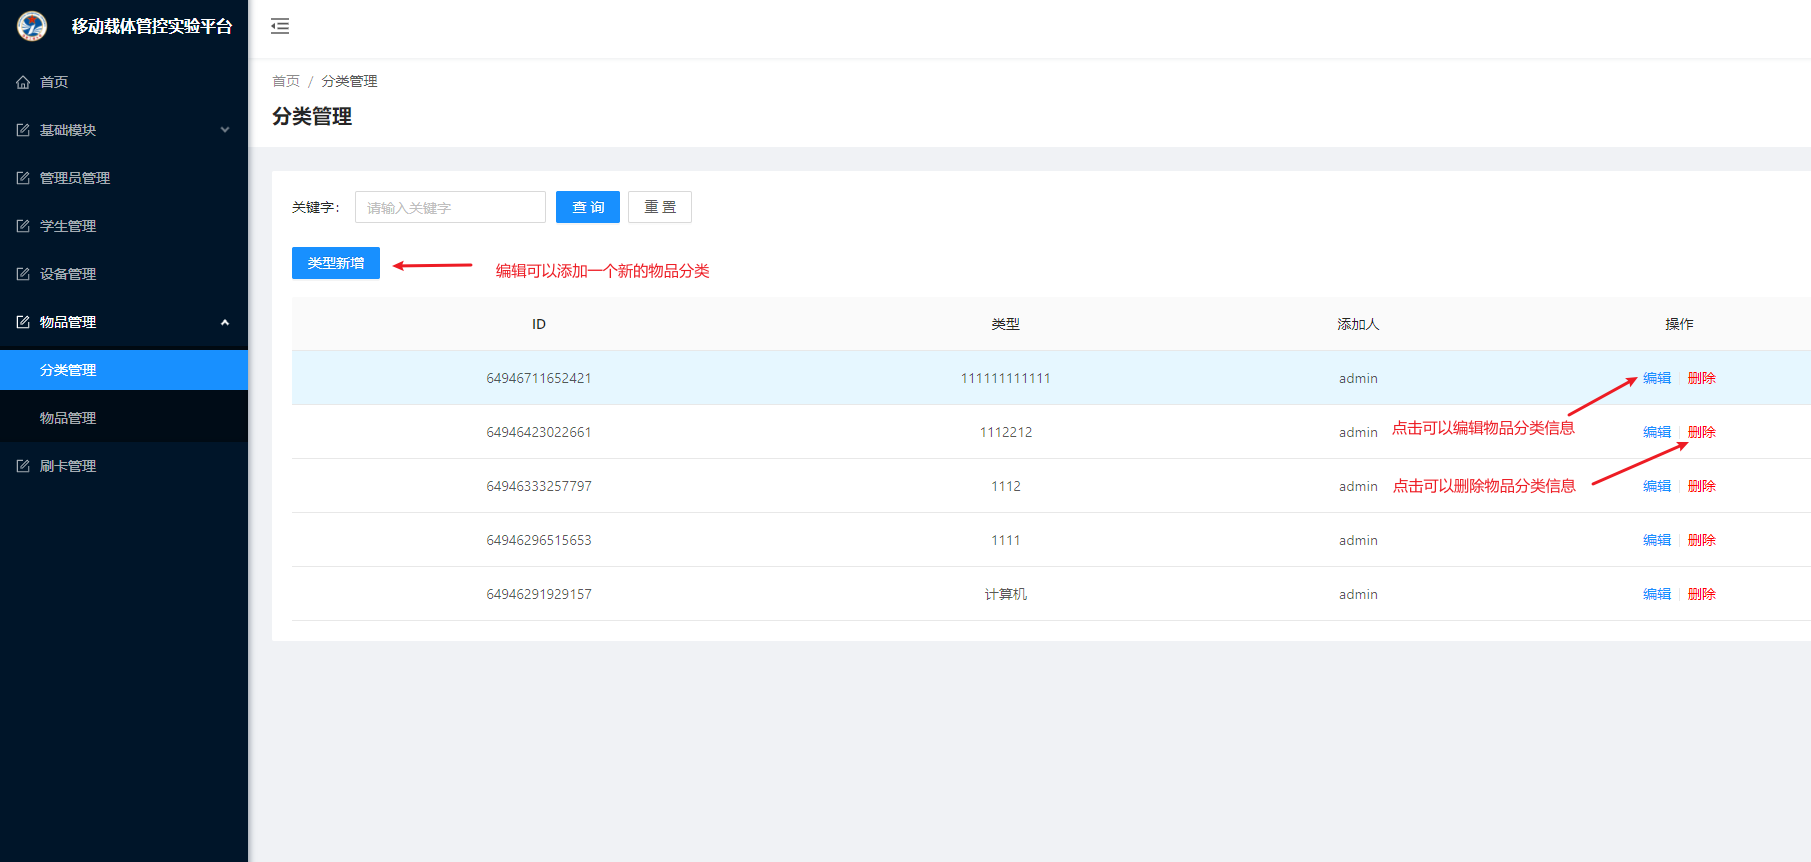 移动载体管控实验平台
首页
基础模块
管理员管理
学生管理
设备管理
物品管理
分类管理
物品管理
刷卡管理
首页 / 分类管理
分类管理
关键字： 请输入关键字 查 询 重 置
类型新增 编辑可以添加一个新的物品分类
ID 类型 添加人 操作
64946711652421 111111111111 admin 编辑 删除
64946423022661 1112212 admin 点击可以编辑物品分类信息 编辑 删除
64946333257797 1112 admin 点击可以删除物品分类信息 编辑 删除
64946296515653 1111 admin 编辑 删除
64946291929157 计算机 admin 编辑 删除